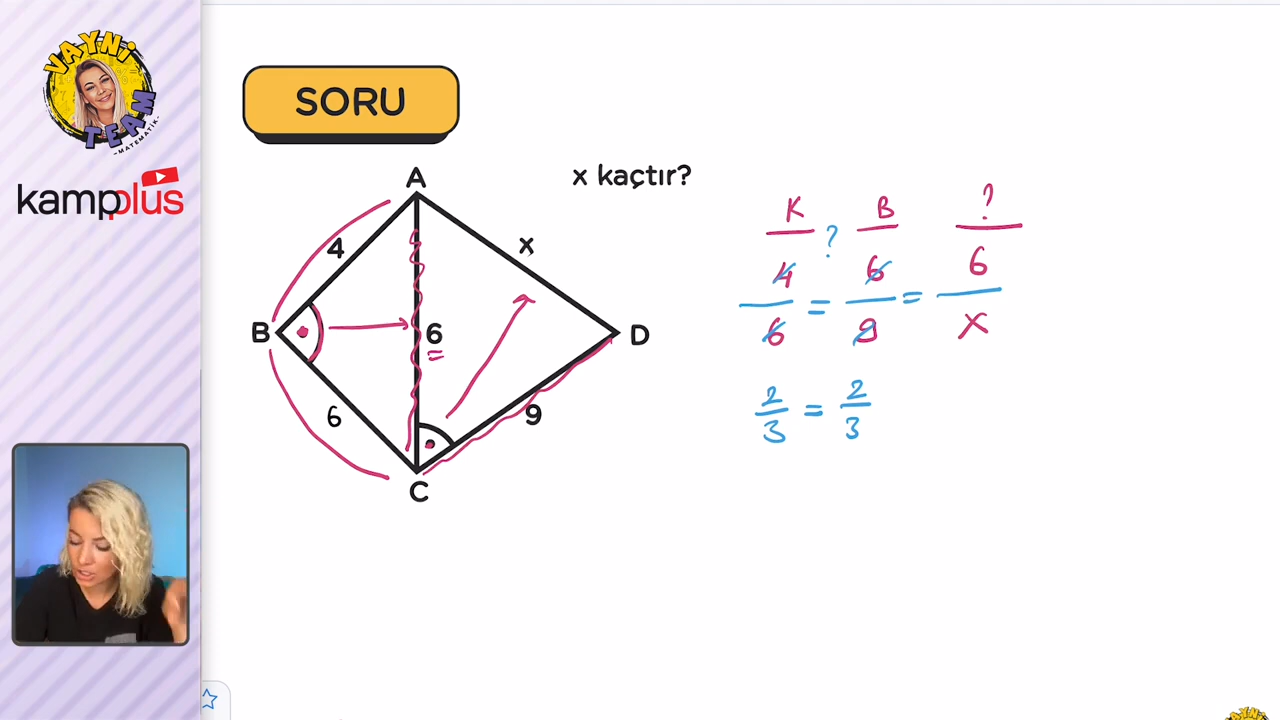 VAYNi
TEAM
-MATEMATİK-
kampplus
SORU
x kaçtır?
A
4
x
B
6
D
6
9
C
K B ?
4 ? 6 6
6 = 9 = x
2 = 2
3 3